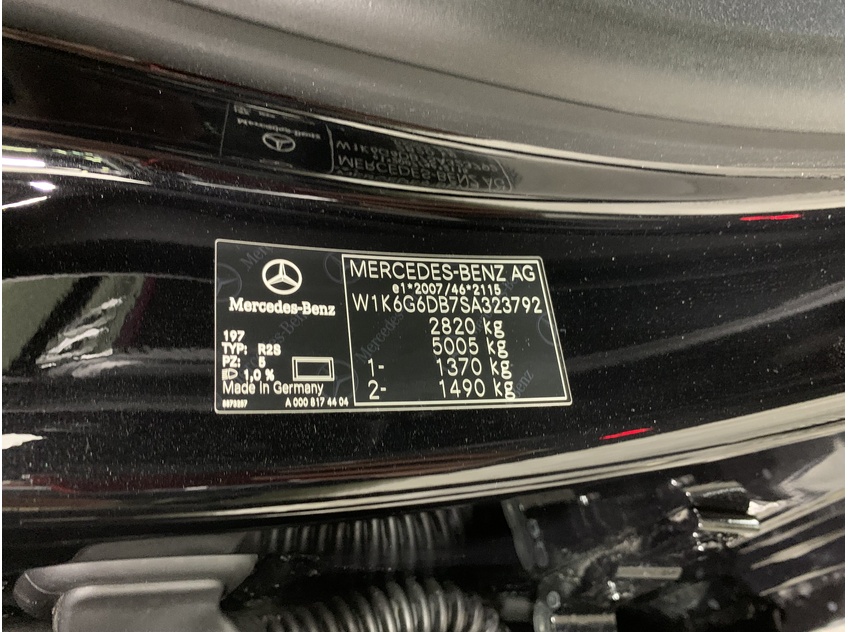 Mercedes-Benz
197
TYP: R2S
PZ: 5
1,0 %
Made in Germany
A 000 817 44 04
MERCEDES-BENZ AG
e1*2007/46*2115
W1K6G6DB7SA323792
2820 kg
5005 kg
1- 1370 kg
2- 1490 kg